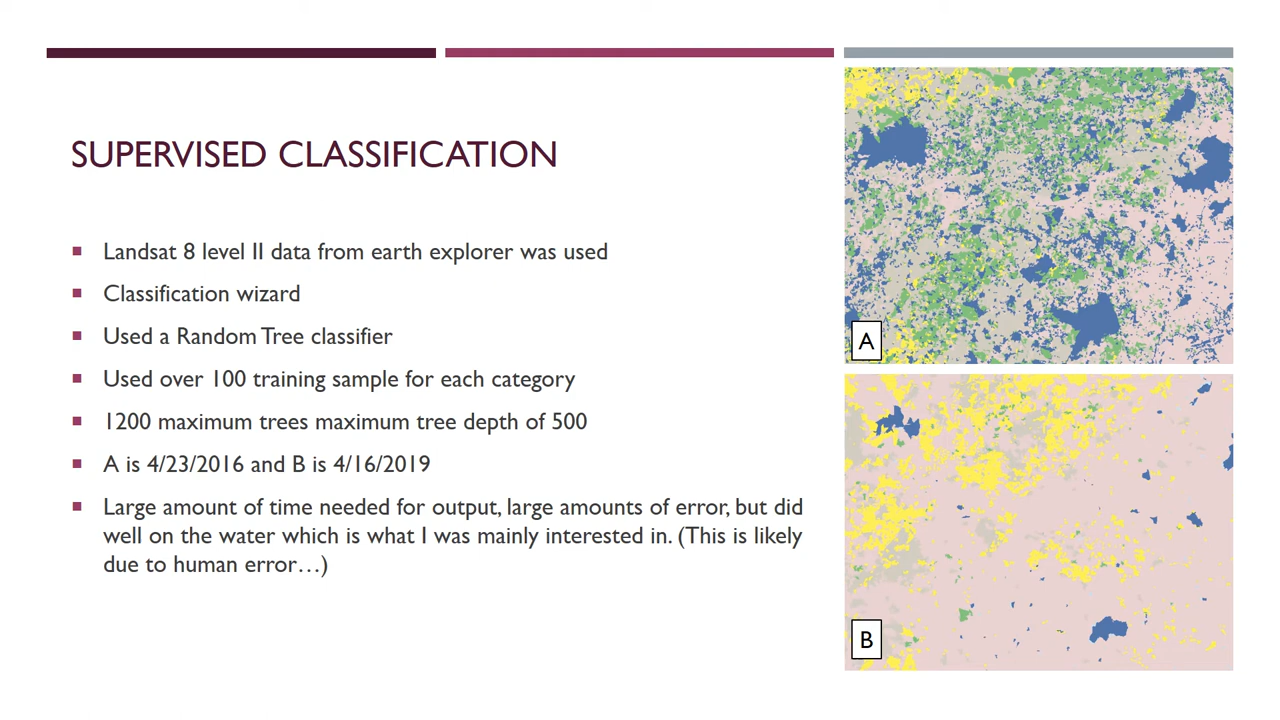 SUPERVISED CLASSIFICATION
Landsat 8 level II data from earth explorer was used
Classification wizard
Used a Random Tree classifier
Used over 100 training sample for each category
1200 maximum trees maximum tree depth of 500
A is 4/23/2016 and B is 4/16/2019
Large amount of time needed for output, large amounts of error, but did
well on the water which is what I was mainly interested in. (This is likely
due to human error…)
A
B